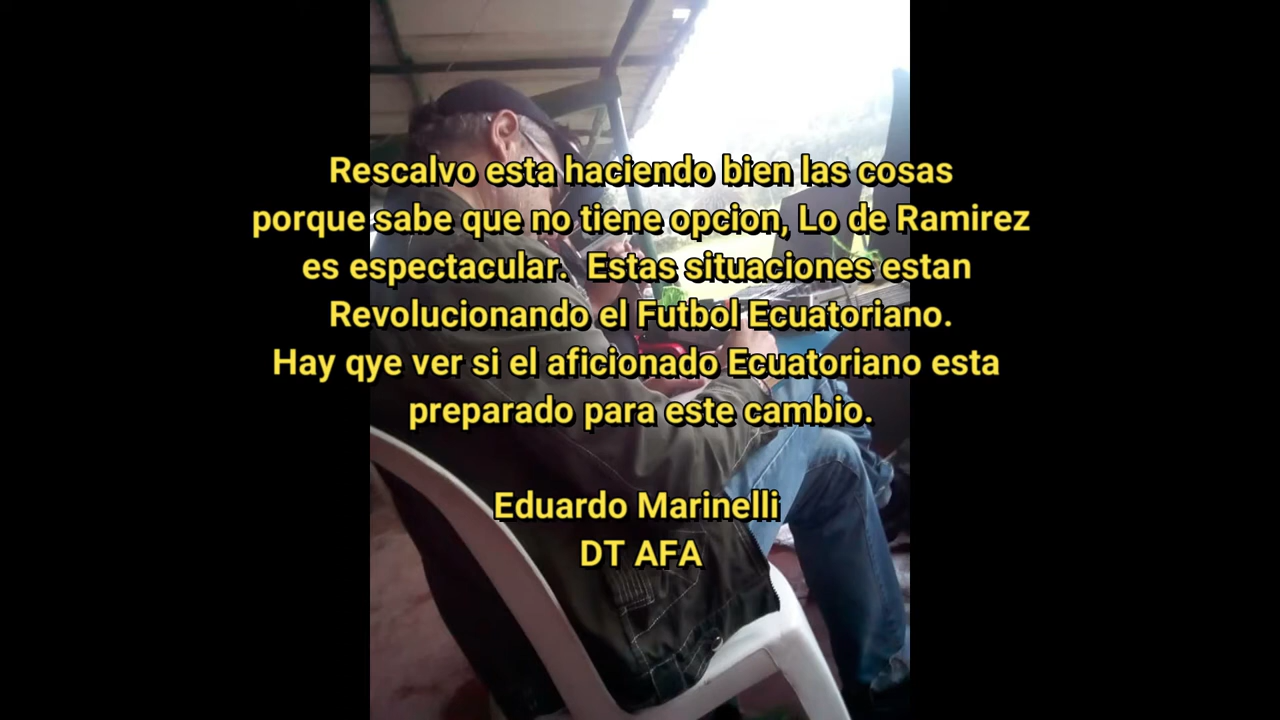 Rescalvo esta haciendo bien las cosas
porque sabe que no tiene opcion, Lo de Ramirez
es espectacular.  Estas situaciones estan
Revolucionando el Futbol Ecuatoriano.
Hay qye ver si el aficionado Ecuatoriano esta
preparado para este cambio.
Eduardo Marinelli
DT AFA